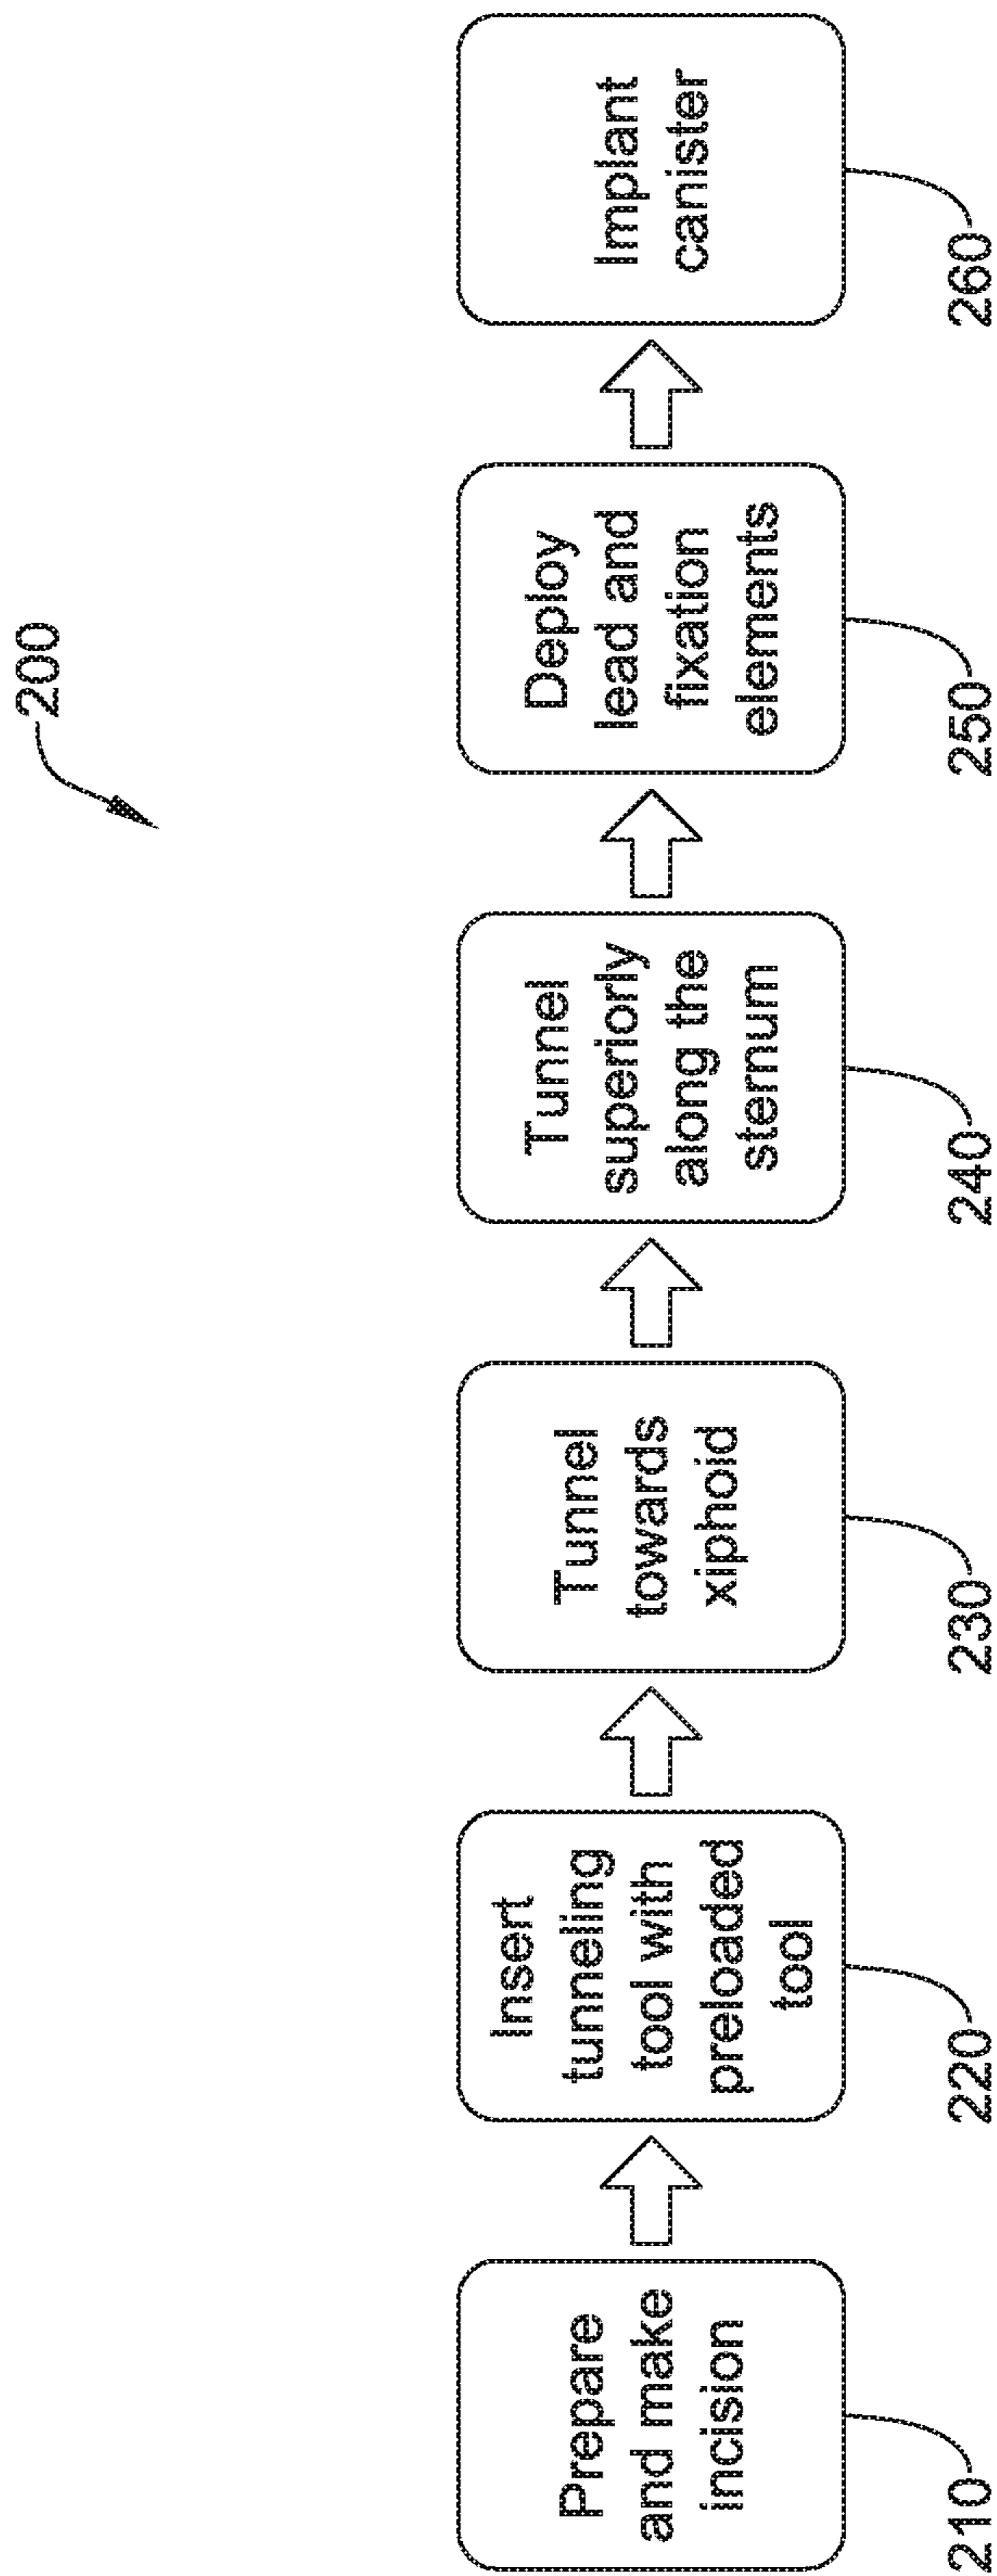 200
Prepare
and make
incision
210
Insert
tunneling
tool with
preloaded
tool
220
Tunnel
towards
xiphoid
230
Tunnel
superiorly
along the
sternum
240
Deploy
lead and
fixation
elements
250
Implant
canister
260